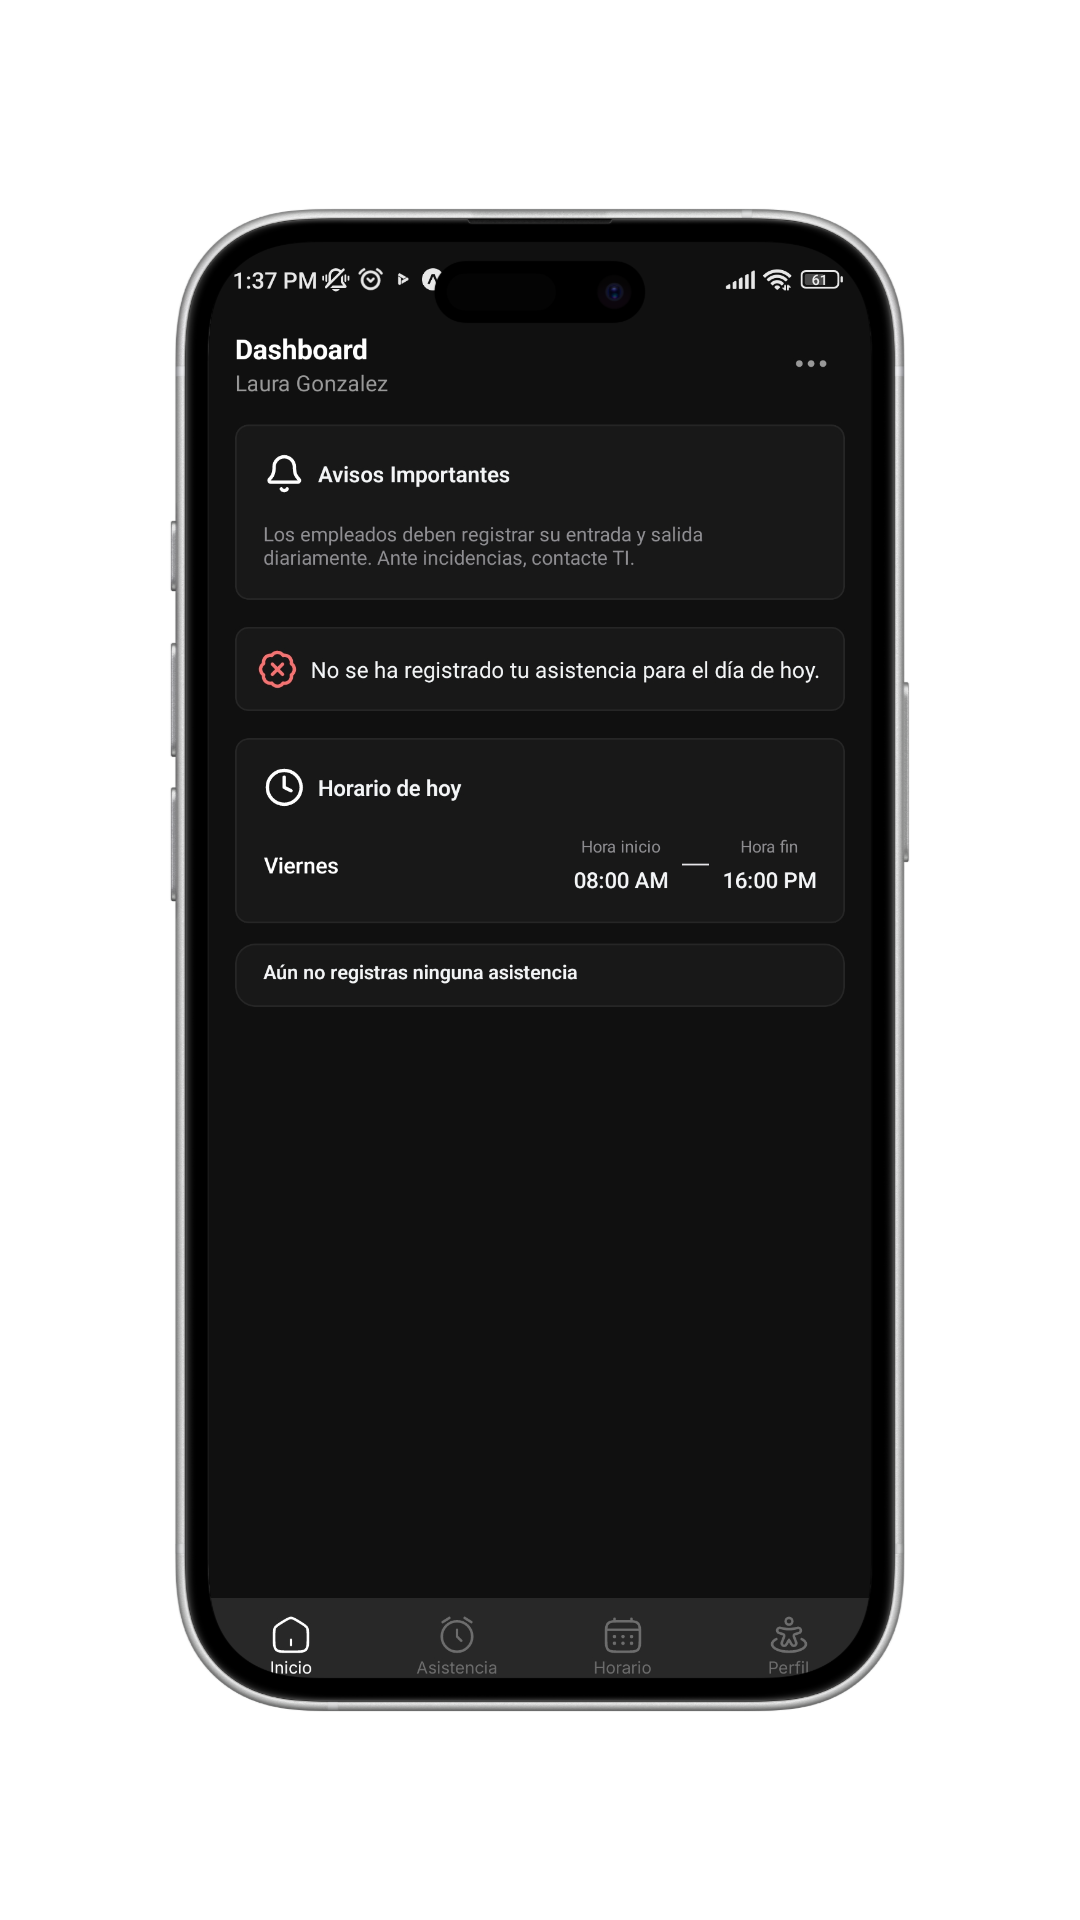 1:37 PM
61
Dashboard
Laura Gonzalez
Avisos Importantes
Los empleados deben registrar su entrada y salida
diariamente. Ante incidencias, contacte TI.
No se ha registrado tu asistencia para el día de hoy.
Horario de hoy
Viernes
Hora inicio
08:00 AM
Hora fin
16:00 PM
Aún no registras ninguna asistencia
Inicio
Asistencia
Horario
Perfil